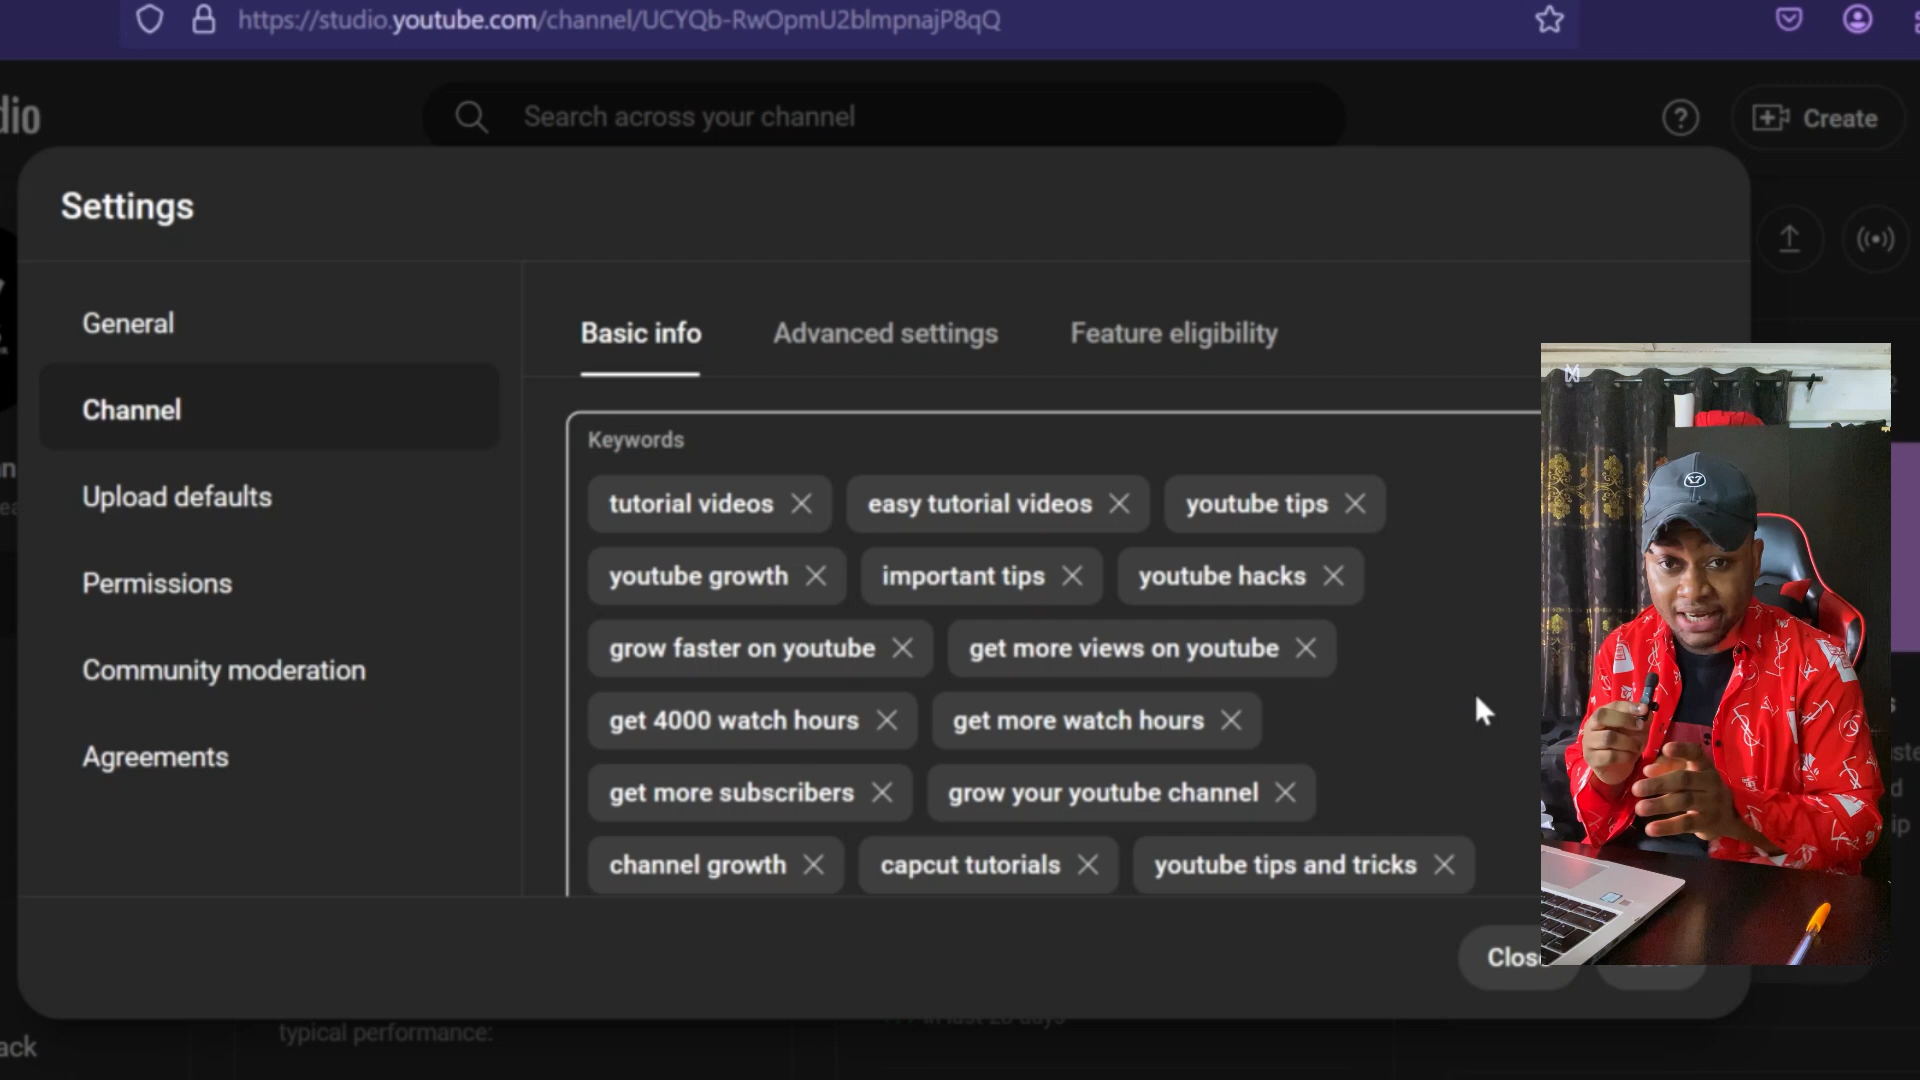 https://studio.youtube.com/channel/UCYQb-RwOpmU2blmpnajP8qQ
dio
Search across your channel
Create
Settings
General
Channel
Upload defaults
Permissions
Community moderation
Agreements
Basic info
Advanced settings
Feature eligibility
Keywords
tutorial videos
easy tutorial videos
youtube tips
youtube growth
important tips
youtube hacks
grow faster on youtube
get more views on youtube
get 4000 watch hours
get more watch hours
get more subscribers
grow your youtube channel
channel growth
capcut tutorials
youtube tips and tricks
Close
typical performance:
ack